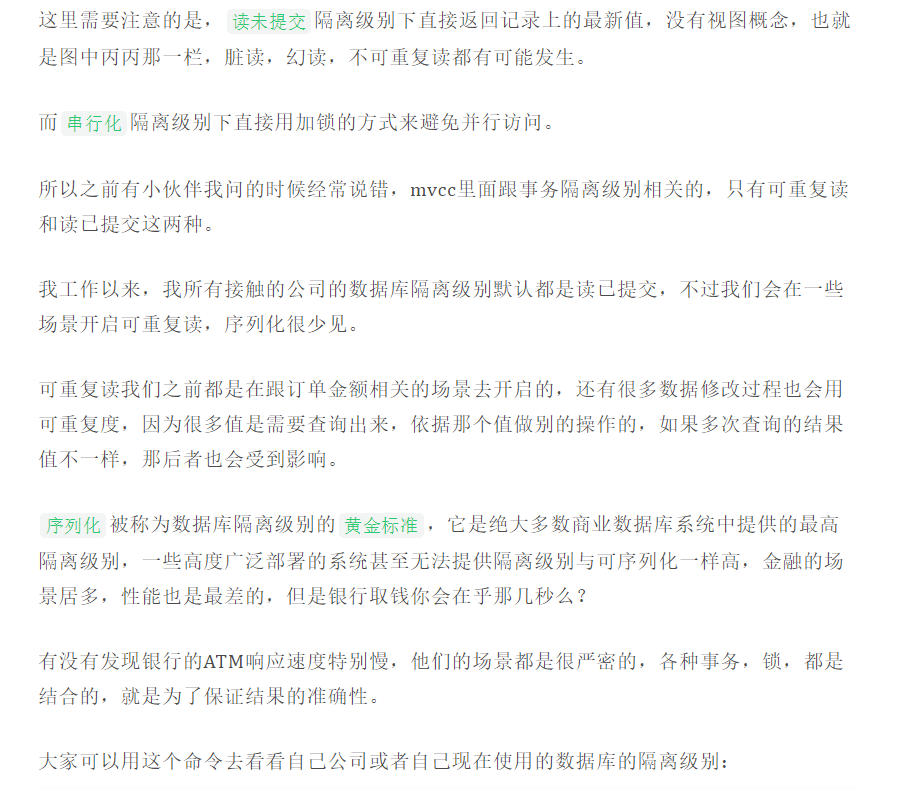 这里需要注意的是，读未提交隔离级别下直接返回记录上的最新值，没有视图概念，也就
是图中丙丙那一栏，脏读，幻读，不可重复读都有可能发生。
而串行化隔离级别下直接用加锁的方式来避免并行访问。
所以之前有小伙伴我问的时候经常说错，mvcc里面跟事务隔离级别相关的，只有可重复读
和读已提交这两种。
我工作以来，我所有接触的公司的数据库隔离级别默认都是读已提交，不过我们会在一些
场景开启可重复读，序列化很少见。
可重复读我们之前都是在跟订单金额相关的场景去开启的，还有很多数据修改过程也会用
可重复度，因为很多值是需要查询出来，依据那个值做别的操作的，如果多次查询的结果
值不一样，那后者也会受到影响。
序列化被称为数据库隔离级别的黄金标准，它是绝大多数商业数据库系统中提供的最高
隔离级别，一些高度广泛部署的系统甚至无法提供隔离级别与可序列化一样高，金融的场
景居多，性能也是最差的，但是银行取钱你会在乎那几秒么？
有没有发现银行的ATM响应速度特别慢，他们的场景都是很严密的，各种事务，锁，都是
结合的，就是为了保证结果的准确性。
大家可以用这个命令去看看自己公司或者自己现在使用的数据库的隔离级别：